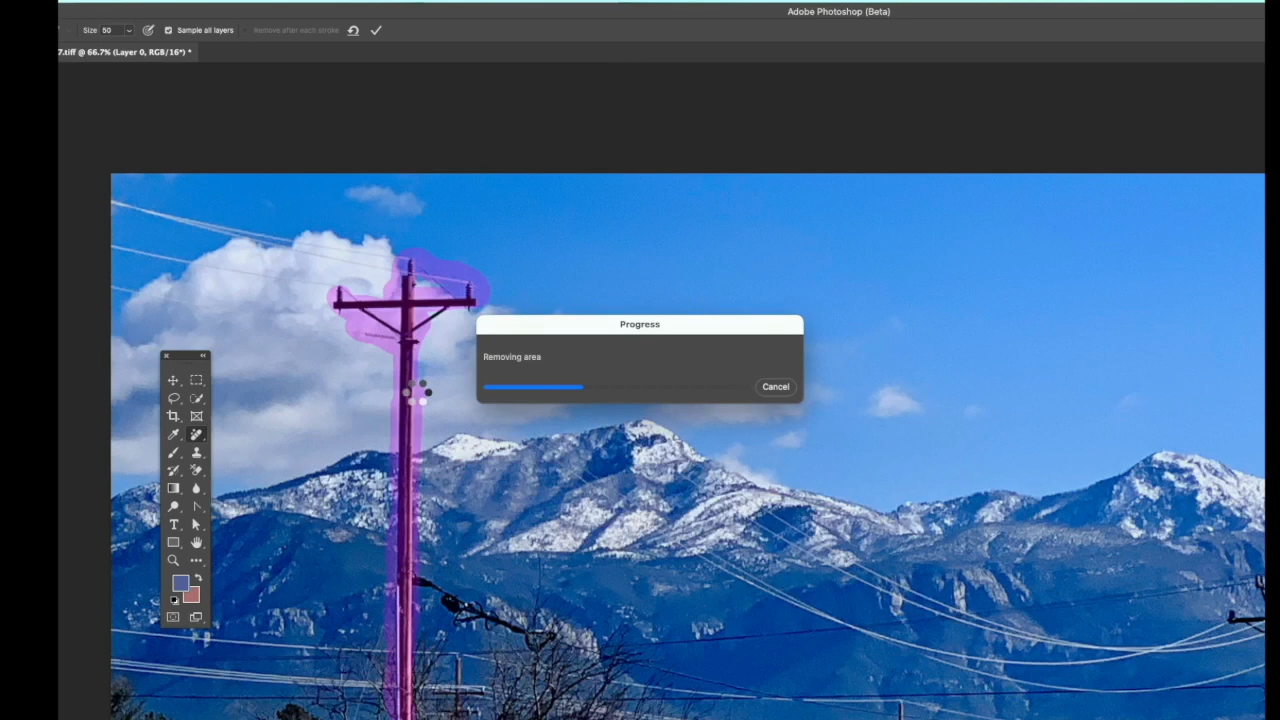 Adobe Photoshop (Beta)
Size 50 Sample all layers Remove after each stroke
7.tiff @ 66.7% (Layer 0, RGB/16*) *
Progress
Removing area
Cancel